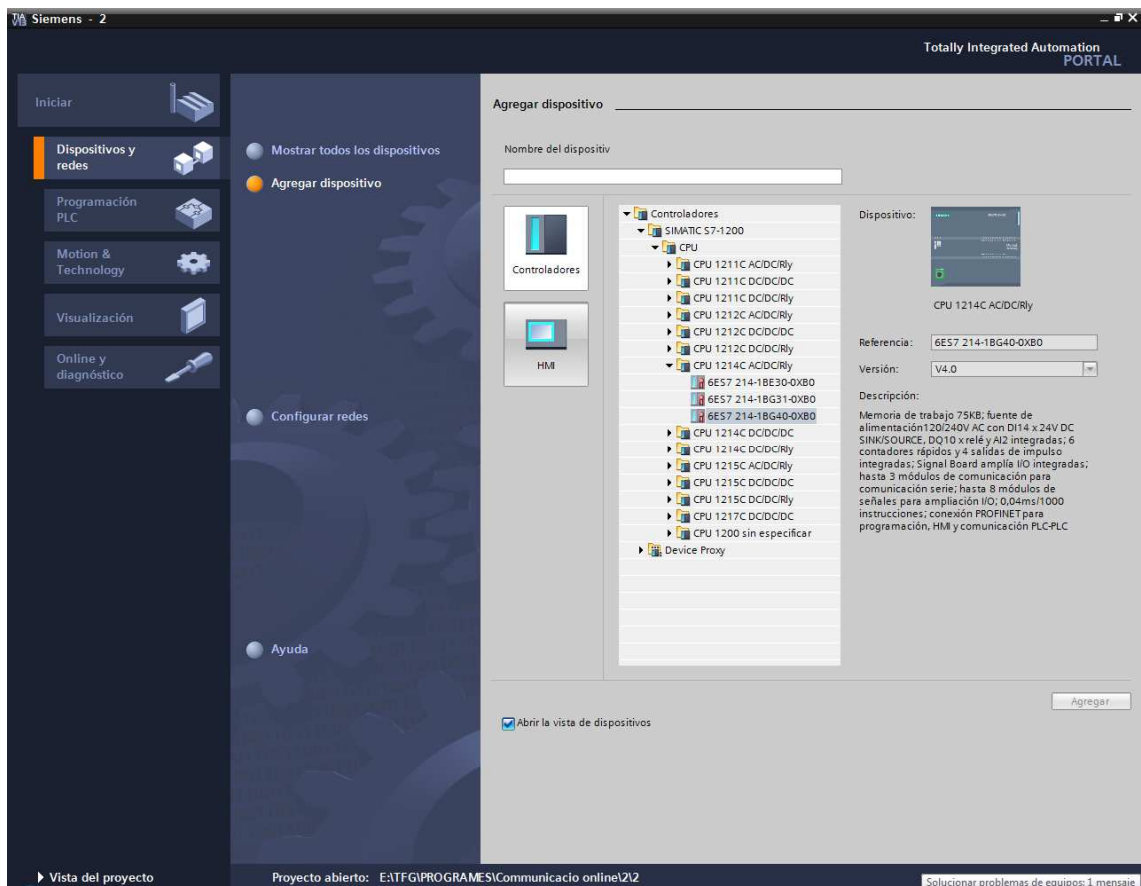 Siemens - 2
Totally Integrated Automation
PORTAL
Iniciar
Dispositivos y
redes
Programación
PLC
Motion &
Technology
Visualización
Online y
diagnóstico
Mostrar todos los dispositivos
Agregar dispositivo
Configurar redes
Ayuda
Agregar dispositivo
Nombre del dispositiv
Controladores
HMI
Controladores
SIMATIC S7-1200
CPU
CPU 1211C AC/DC/Rly
CPU 1211C DC/DC/DC
CPU 1211C DC/DC/Rly
CPU 1212C AC/DC/Rly
CPU 1212C DC/DC/DC
CPU 1212C DC/DC/Rly
CPU 1214C AC/DC/Rly
6ES7 214-1BE30-0XB0
6ES7 214-1BG31-0XB0
6ES7 214-1BG40-0XB0
CPU 1214C DC/DC/DC
CPU 1214C DC/DC/Rly
CPU 1215C AC/DC/Rly
CPU 1215C DC/DC/DC
CPU 1215C DC/DC/Rly
CPU 1217C DC/DC/DC
CPU 1200 sin especificar
Device Proxy
Dispositivo:
CPU 1214C AC/DC/Rly
Referencia: 6ES7 214-1BG40-0XB0
Versión: V4.0
Descripción:
Memoria de trabajo 75KB; fuente de
alimentación120/240V AC con DI14 x 24V DC
SINK/SOURCE, DQ10 x relé y AI2 integradas; 6
contadores rápidos y 4 salidas de impulso
integradas; Signal Board amplía I/O integradas;
hasta 3 módulos de comunicación para
comunicación serie; hasta 8 módulos de
señales para ampliación I/O; 0,04ms/1000
instrucciones; conexión PROFINET para
programación, HMI y comunicación PLC-PLC
Agregar
Abrir la vista de dispositivos
Vista del proyecto
Proyecto abierto: E:\TFG\PROGRAMES\Communicacio online\2\2
Solucionar problemas de equipos: 1 mensaje